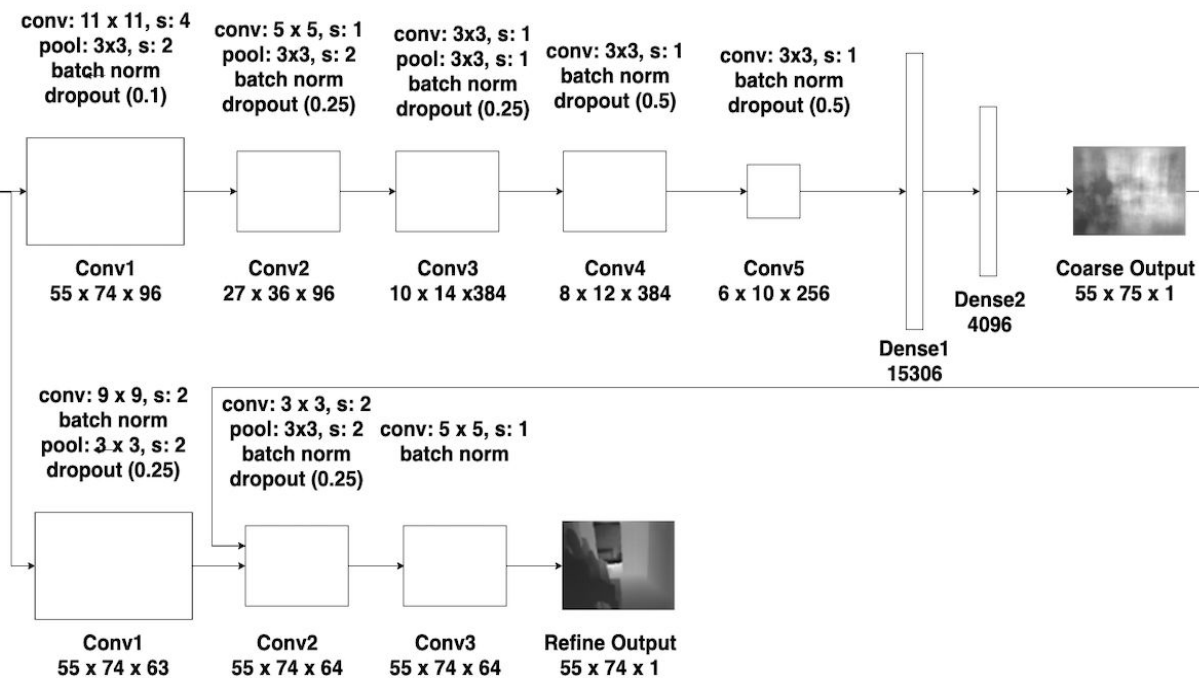 conv: 11 x 11, s: 4
pool: 3x3, s: 2
batch norm
dropout (0.1)
conv: 5 x 5, s: 1
pool: 3x3, s: 2
batch norm
dropout (0.25)
conv: 3x3, s: 1
pool: 3x3, s: 1
batch norm
dropout (0.25)
conv: 3x3, s: 1
batch norm
dropout (0.5)
conv: 3x3, s: 1
batch norm
dropout (0.5)
Conv1
55 x 74 x 96
Conv2
27 x 36 x 96
Conv3
10 x 14 x384
Conv4
8 x 12 x 384
Conv5
6 x 10 x 256
Dense1
15306
Dense2
4096
Coarse Output
55 x 75 x 1
conv: 9 x 9, s: 2
batch norm
pool: 3 x 3, s: 2
dropout (0.25)
conv: 3 x 3, s: 2
pool: 3x3, s: 2
batch norm
dropout (0.25)
conv: 5 x 5, s: 1
batch norm
Conv1
55 x 74 x 63
Conv2
55 x 74 x 64
Conv3
55 x 74 x 64
Refine Output
55 x 74 x 1